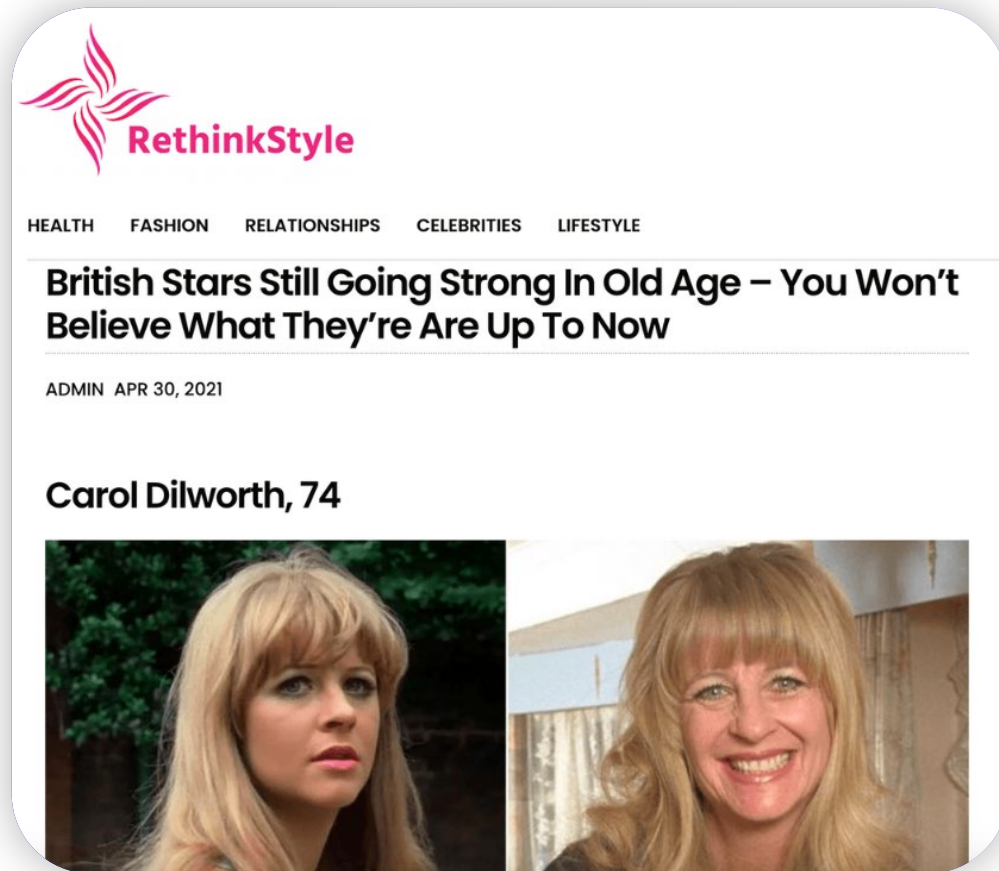 RethinkStyle
HEALTH FASHION RELATIONSHIPS CELEBRITIES LIFESTYLE
British Stars Still Going Strong In Old Age – You Won't
Believe What They're Are Up To Now
ADMIN APR 30, 2021
Carol Dilworth, 74